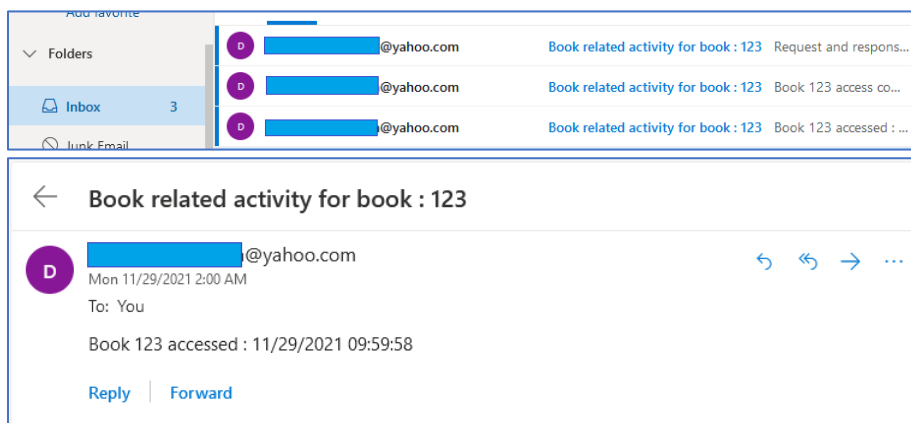 Add favorite
Folders
D @yahoo.com Book related activity for book : 123 Request and respons...
D @yahoo.com Book related activity for book : 123 Book 123 access co...
Inbox 3
D @yahoo.com Book related activity for book : 123 Book 123 accessed : ...
Junk Email
Book related activity for book : 123
D @yahoo.com
Mon 11/29/2021 2:00 AM
To: You
Book 123 accessed : 11/29/2021 09:59:58
Reply Forward